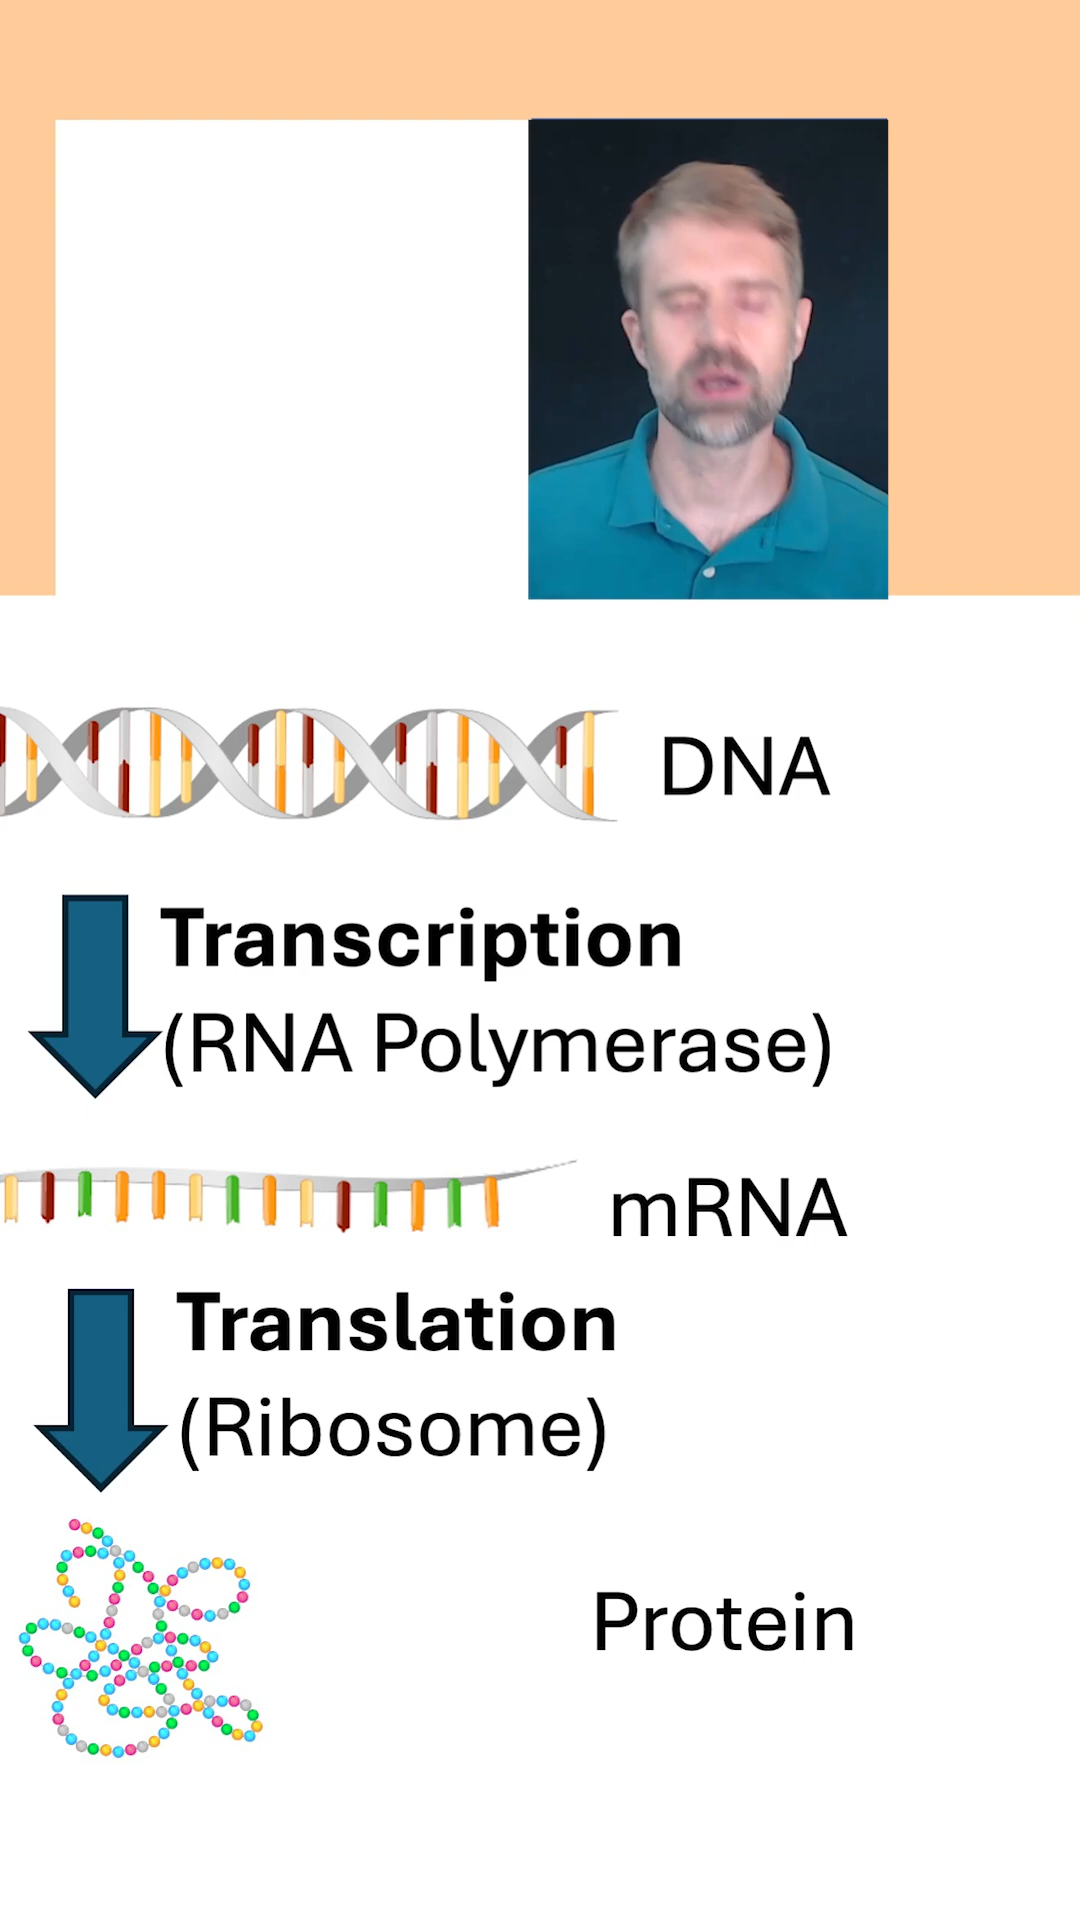 DNA
Transcription
(RNA Polymerase)
mRNA
Translation
(Ribosome)
Protein